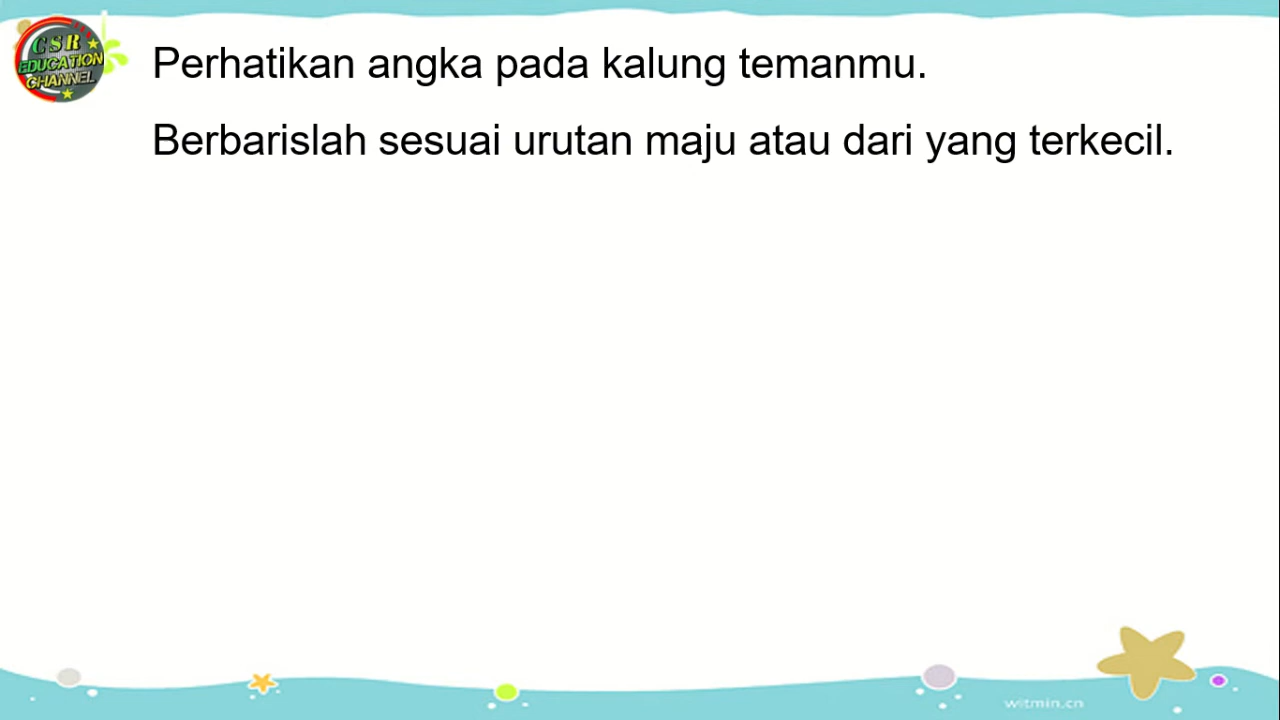 CSR
EDUCATION
CHANNEL
Perhatikan angka pada kalung temanmu.
Berbarislah sesuai urutan maju atau dari yang terkecil.
witmin.cn